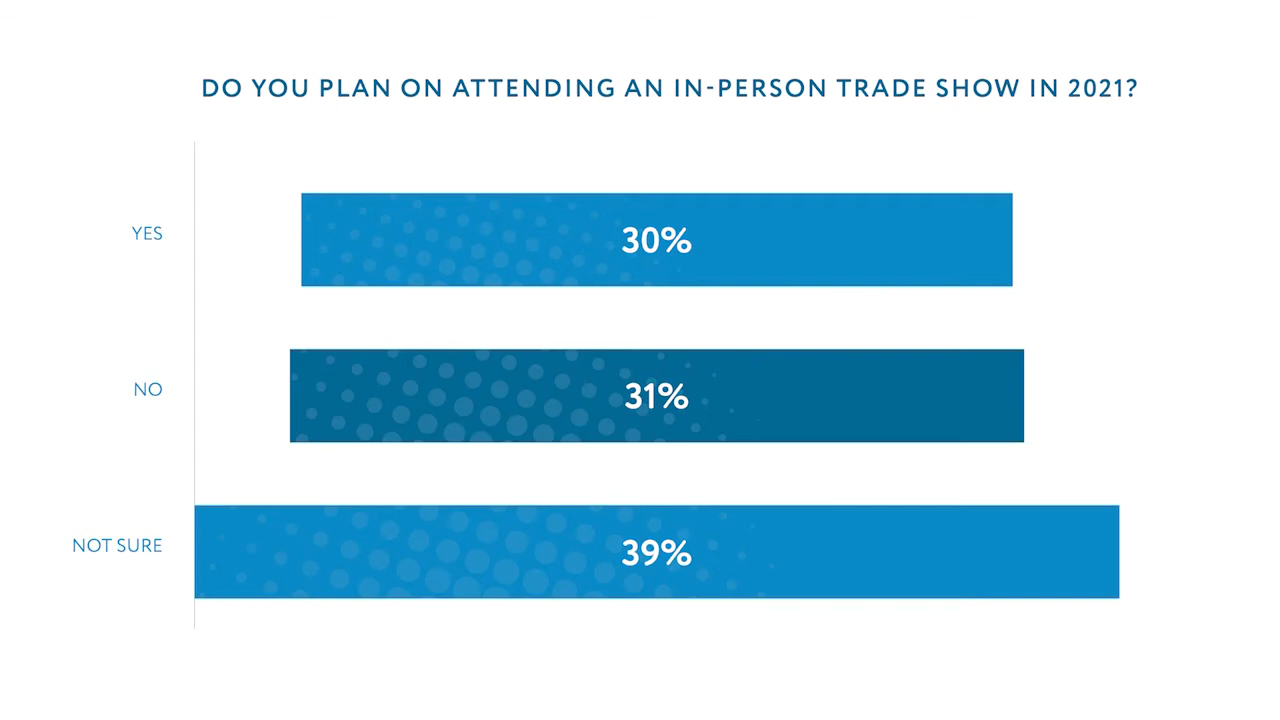 DO YOU PLAN ON ATTENDING AN IN-PERSON TRADE SHOW IN 2021?
YES
30%
NO
31%
NOT SURE
39%